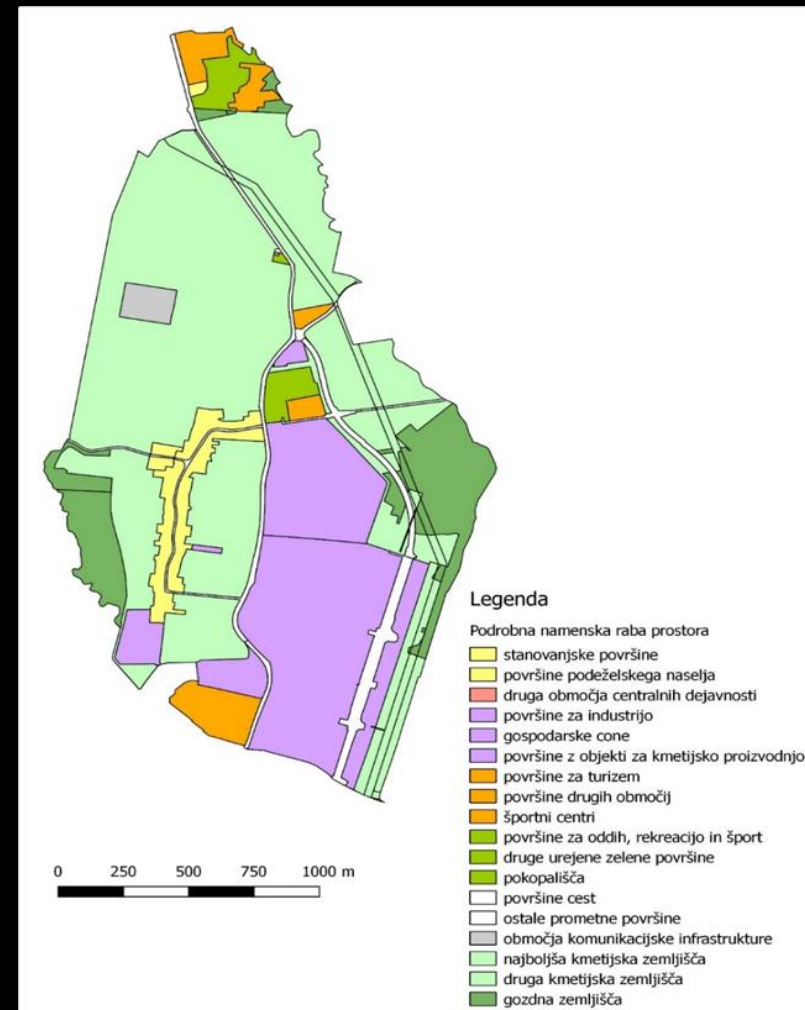 Legenda
Podrobna namenska raba prostora
stanovanjske površine
površine podeželskega naselja
druga območja centralnih dejavnosti
površine za industrijo
gospodarske cone
površine z objekti za kmetijsko proizvodnjo
površine za turizem
površine drugih območij
športni centri
površine za oddih, rekreacijo in šport
druge urejene zelene površine
pokopališča
površine cest
ostale prometne površine
območja komunikacijske infrastrukture
najboljša kmetijska zemljišča
druga kmetijska zemljišča
gozdna zemljišča
0 250 500 750 1000 m